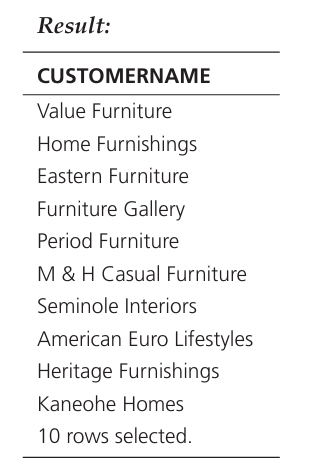 Result:
CUSTOMERNAME
Value Furniture
Home Furnishings
Eastern Furniture
Furniture Gallery
Period Furniture
M & H Casual Furniture
Seminole Interiors
American Euro Lifestyles
Heritage Furnishings
Kaneohe Homes
10 rows selected.